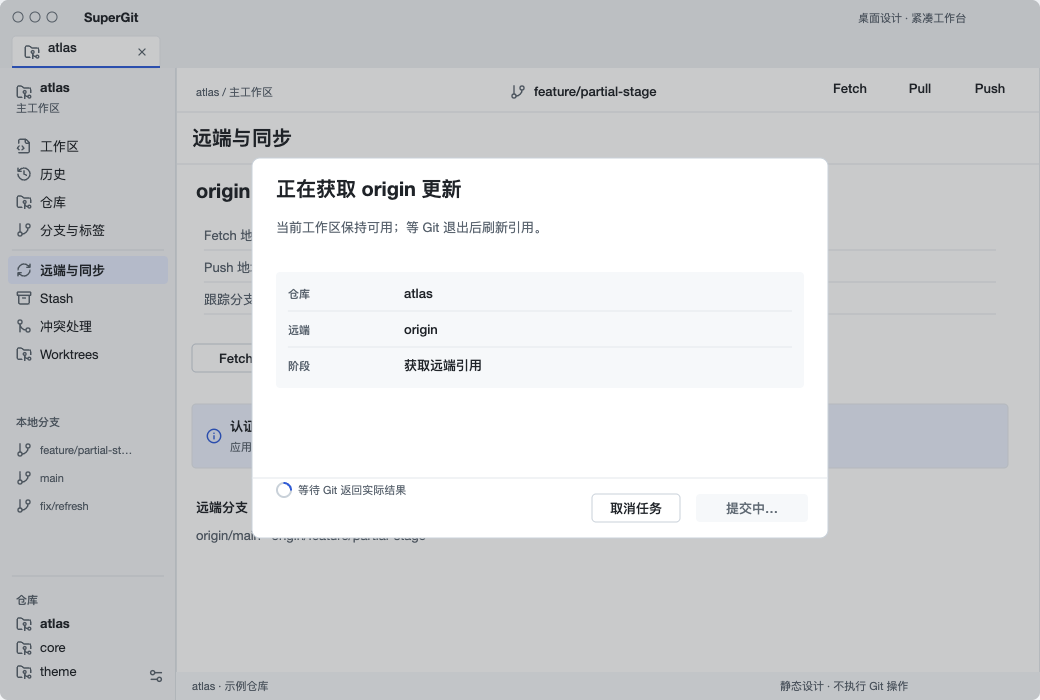 SuperGit
桌面设计 · 紧凑工作台
atlas
atlas
主工作区
工作区
历史
仓库
分支与标签
远端与同步
Stash
冲突处理
Worktrees
本地分支
feature/partial-st…
main
fix/refresh
仓库
atlas
core
theme
atlas / 主工作区
feature/partial-stage
Fetch
Pull
Push
远端与同步
origin
Fetch 地
Push 地
跟踪分支
Fetch
认证
应用
远端分支
origin/main origin/feature/partial-stage
正在获取 origin 更新
当前工作区保持可用；等 Git 退出后刷新引用。
仓库 atlas
远端 origin
阶段 获取远端引用
等待 Git 返回实际结果
取消任务
提交中…
atlas · 示例仓库
静态设计 · 不执行 Git 操作